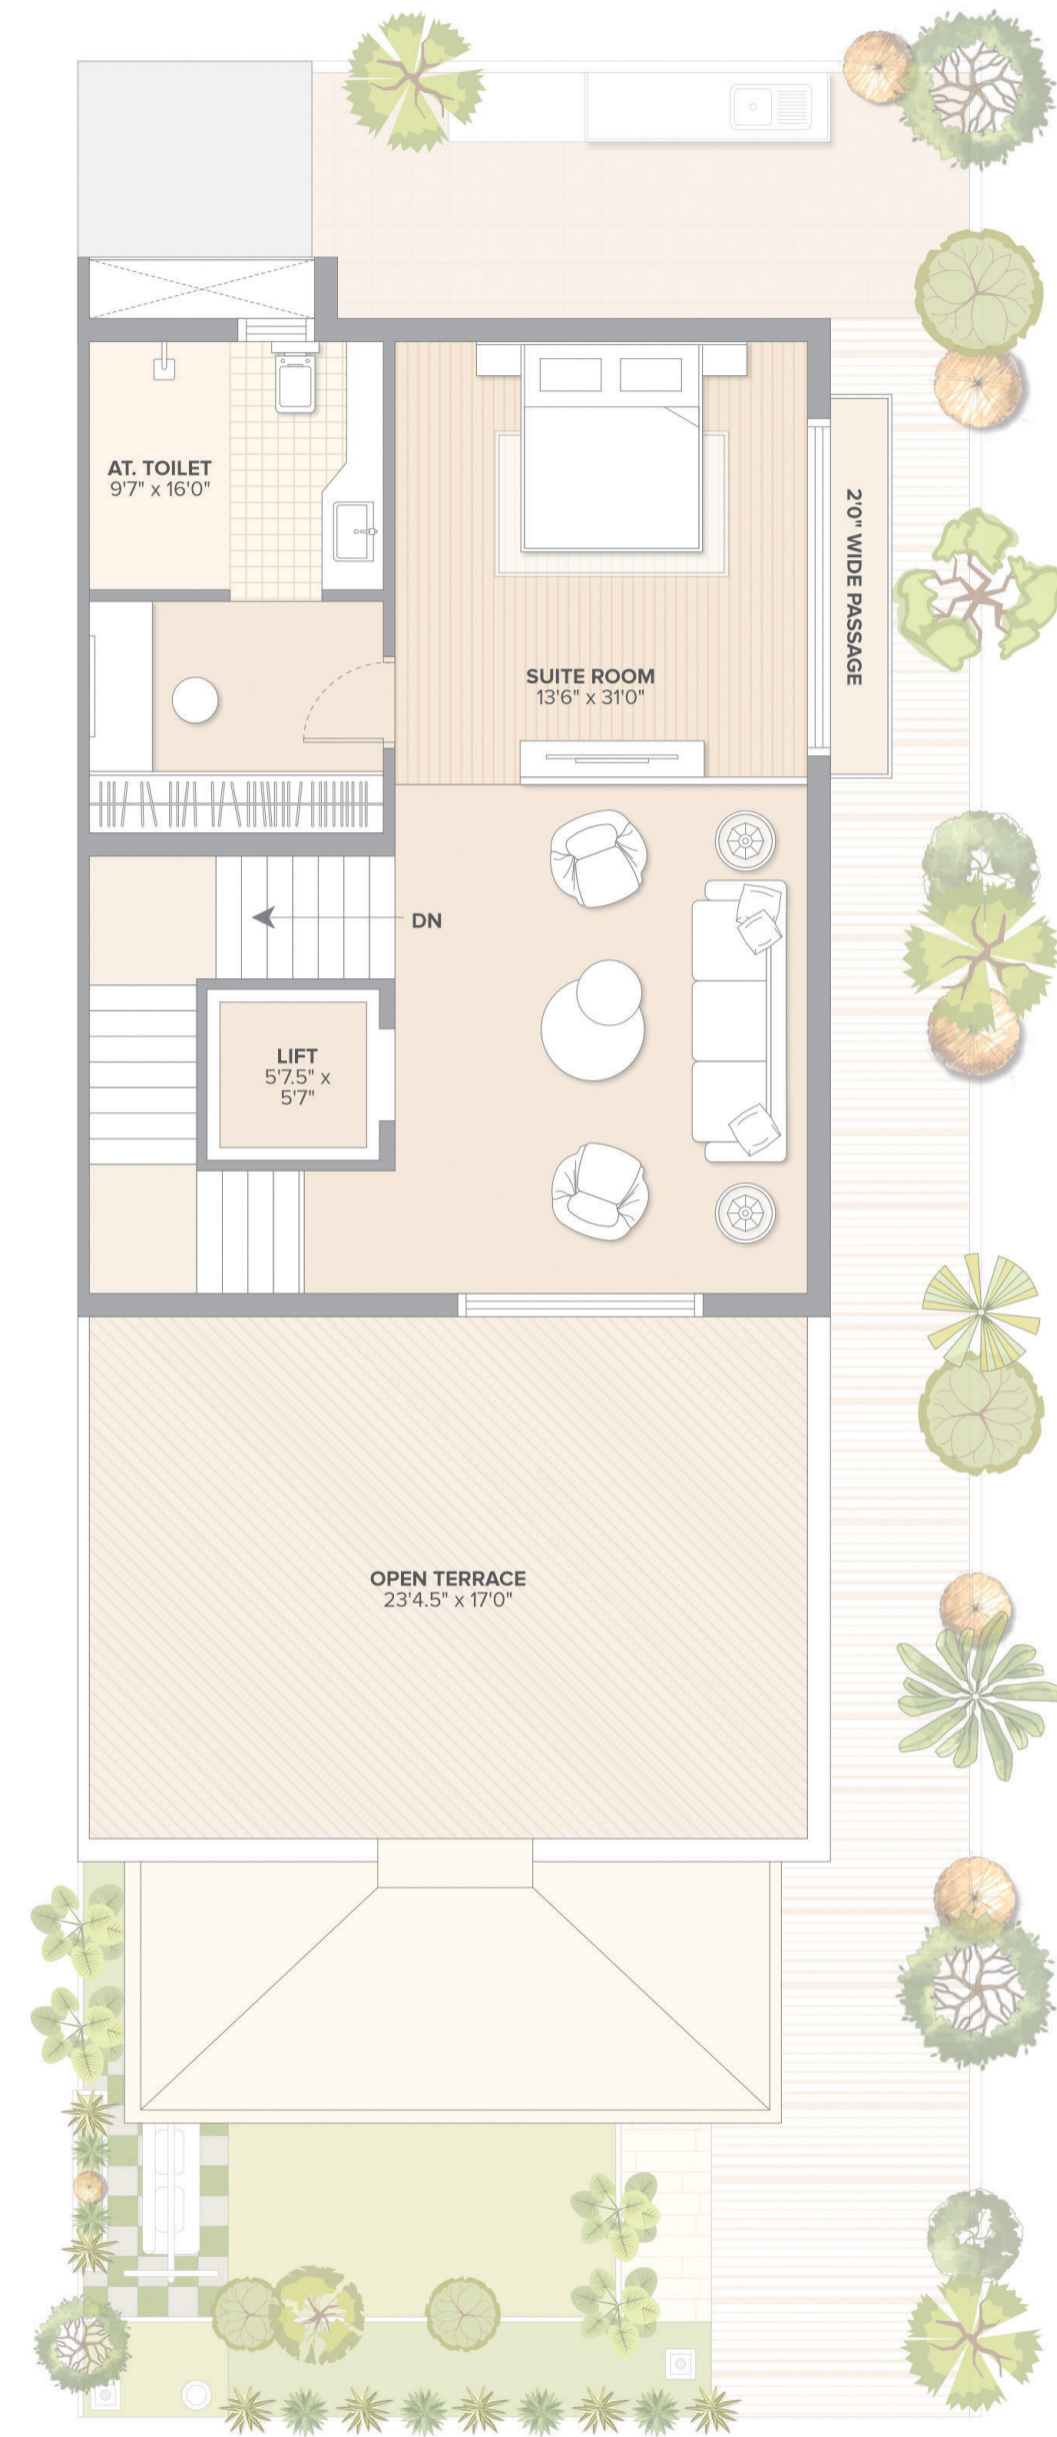 AT. TOILET
9'7" x 16'0"
2'0" WIDE PASSAGE
SUITE ROOM
13'6" x 31'0"
DN
LIFT
5'7.5" x
5'7"
OPEN TERRACE
23'4.5" x 17'0"